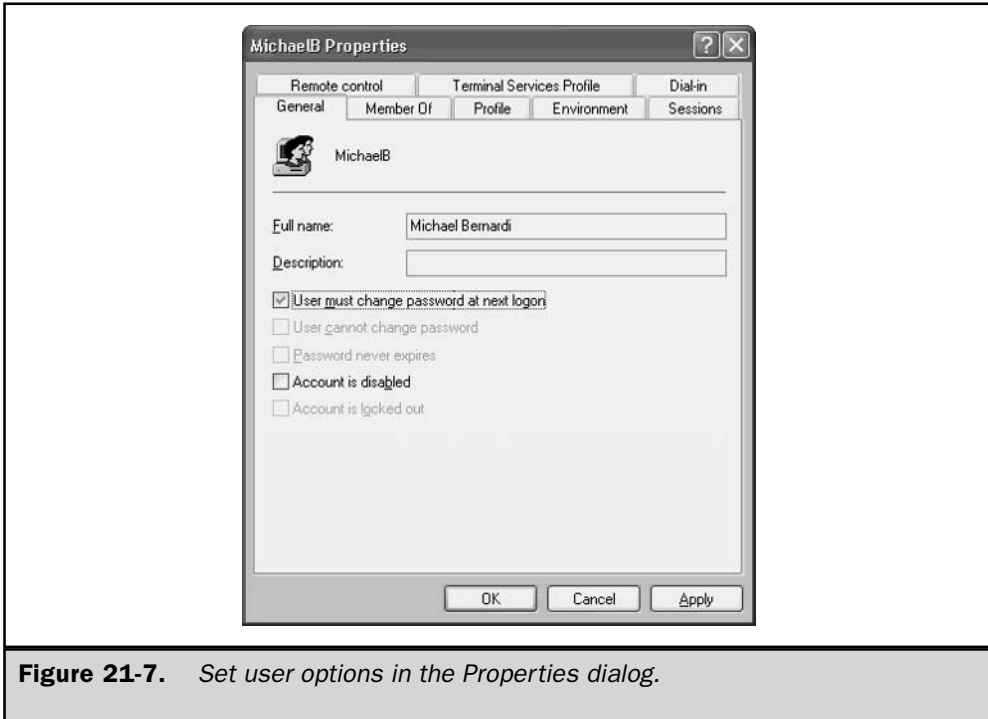 MichaelB Properties
Remote control Terminal Services Profile Dial-in
General Member Of Profile Environment Sessions
MichaelB
Full name: Michael Bernardi
Description:
User must change password at next logon
User cannot change password
Password never expires
Account is disabled
Account is locked out
OK Cancel Apply
Figure 21-7. Set user options in the Properties dialog.